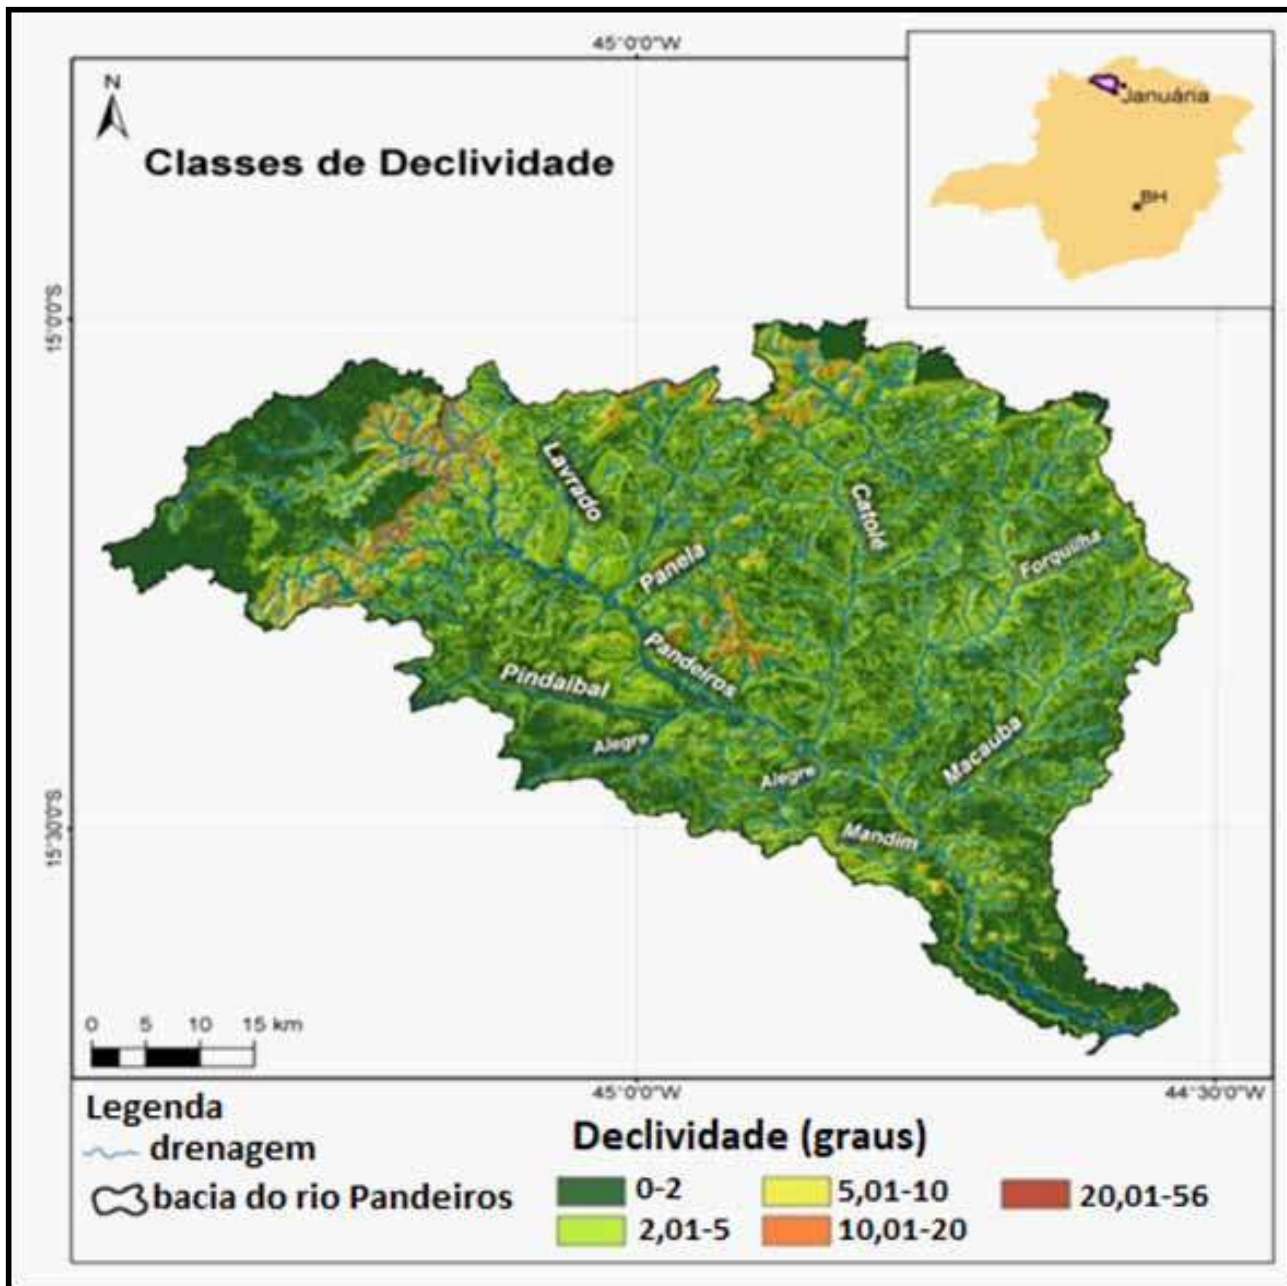 45°0'0"W
N
Classes de Declividade
Januária
BH
15°0'0"S
15°30'0"S
Lavrado
Catolé
Panela
Forquilha
Pandeiros
Pindaibal
Alegre
Macauba
Alegre
Mandim
0 5 10 15 km
45°0'0"W
44°30'0"W
Legenda
drenagem
bacia do rio Pandeiros
Declividade (graus)
0-2
5,01-10
20,01-56
2,01-5
10,01-20